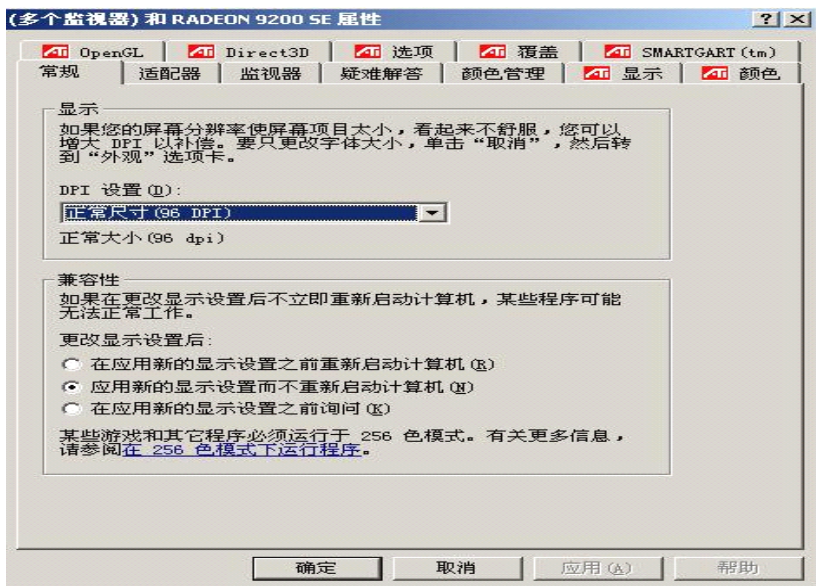 (多个监视器) 和 RADEON 9200 SE 属性
ATI OpenGL ATI Direct3D ATI 选项 ATI 覆盖 ATI SMARTGART(tm)
常规 适配器 监视器 疑难解答 颜色管理 ATI 显示 ATI 颜色
显示
如果您的屏幕分辨率使屏幕项目太小，看起来不舒服，您可以
增大 DPI 以补偿。要只更改字体大小，单击“取消”，然后转
到“外观”选项卡。
DPI 设置(D):
正常尺寸(96 DPI)
正常大小(96 dpi)
兼容性
如果在更改显示设置后不立即重新启动计算机，某些程序可能
无法正常工作。
更改显示设置后:
在应用新的显示设置之前重新启动计算机(R)
应用新的显示设置而不重新启动计算机(N)
在应用新的显示设置之前询问(K)
某些游戏和其它程序必须运行于 256 色模式。有关更多信息，
请参阅在 256 色模式下运行程序。
确定 取消 应用(A) 帮助